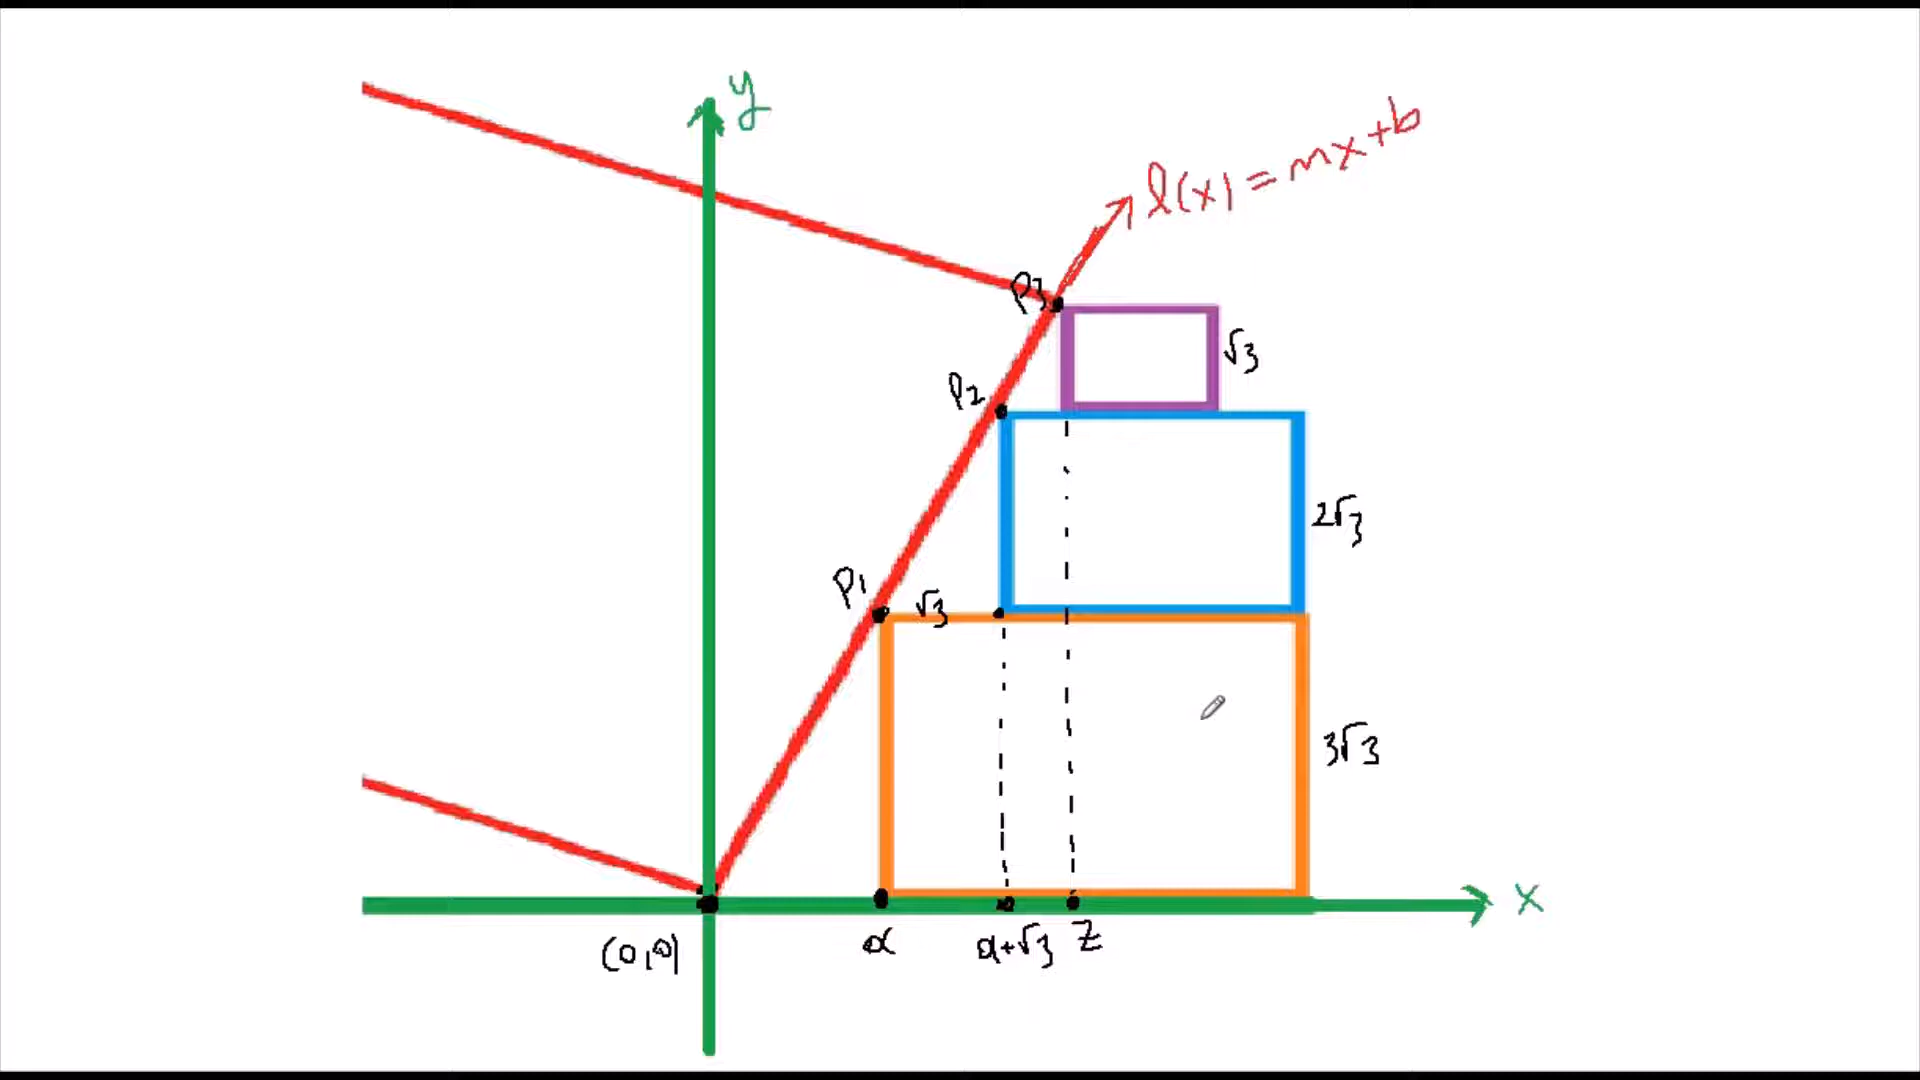 y
l(x) = mx+b
P3
√3
P2
2√3
P1
√3
3√3
x
(0,0)
α
α+√3
z